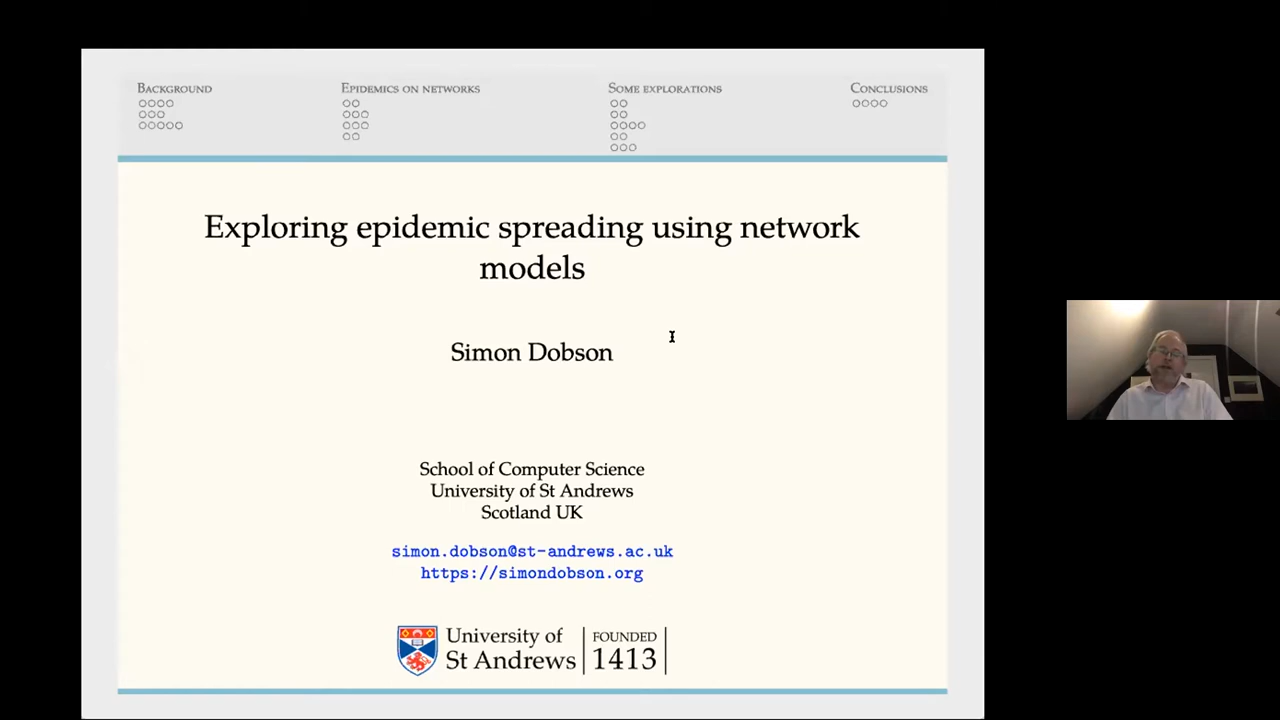 BACKGROUND
EPIDEMICS ON NETWORKS
SOME EXPLORATIONS
CONCLUSIONS
Exploring epidemic spreading using network
models
Simon Dobson
School of Computer Science
University of St Andrews
Scotland UK
simon.dobson@st-andrews.ac.uk
https://simondobson.org
University of
St Andrews
FOUNDED
1413